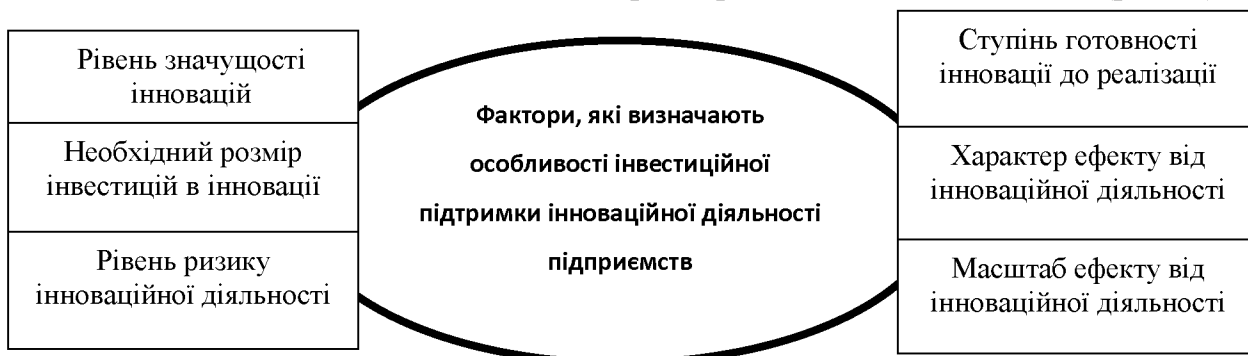 Рівень значущості
інновацій
Необхідний розмір
інвестицій в інновації
Рівень ризику
інноваційної діяльності
Фактори, які визначають
особливості інвестиційної
підтримки інноваційної діяльності
підприємств
Ступінь готовності
інновації до реалізації
Характер ефекту від
інноваційної діяльності
Масштаб ефекту від
інноваційної діяльності